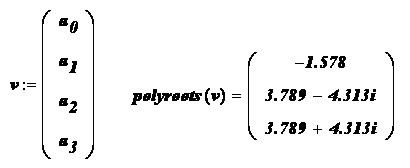 v := ( a0 a1 a2 a3 )
polyroots (v) = ( −1.578 3.789 − 4.313i 3.789 + 4.313i )